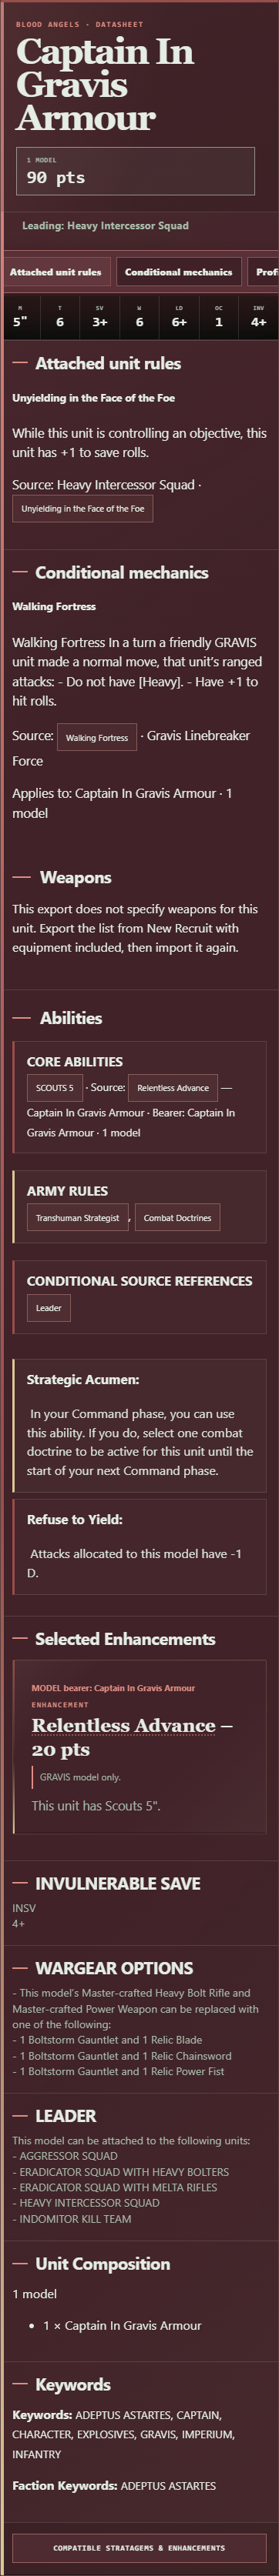 BLOOD ANGELS · DATASHEET
Captain In
Gravis
Armour
1 MODEL
90 pts
Leading: Heavy Intercessor Squad
Attached unit rules
Conditional mechanics
M
T
SV
W
LD
OC
INV
5"
6
3+
6
6+
1
4+
Attached unit rules
Unyielding in the Face of the Foe
While this unit is controlling an objective, this
unit has +1 to save rolls.
Source: Heavy Intercessor Squad ·
Unyielding in the Face of the Foe
Conditional mechanics
Walking Fortress
Walking Fortress In a turn a friendly GRAVIS
unit made a normal move, that unit's ranged
attacks: - Do not have [Heavy]. - Have +1 to
hit rolls.
Source: Walking Fortress · Gravis Linebreaker
Force
Applies to: Captain In Gravis Armour · 1
model
Weapons
This export does not specify weapons for this
unit. Export the list from New Recruit with
equipment included, then import it again.
Abilities
CORE ABILITIES
SCOUTS 5 · Source: Relentless Advance —
Captain In Gravis Armour · Bearer: Captain In
Gravis Armour · 1 model
ARMY RULES
Transhuman Strategist , Combat Doctrines
CONDITIONAL SOURCE REFERENCES
Leader
Strategic Acumen:
In your Command phase, you can use
this ability. If you do, select one combat
doctrine to be active for this unit until the
start of your next Command phase.
Refuse to Yield:
Attacks allocated to this model have -1
D.
Selected Enhancements
MODEL bearer: Captain In Gravis Armour
ENHANCEMENT
Relentless Advance —
20 pts
GRAVIS model only.
This unit has Scouts 5".
INVULNERABLE SAVE
INSV
4+
WARGEAR OPTIONS
- This model's Master-crafted Heavy Bolt Rifle and
Master-crafted Power Weapon can be replaced with
one of the following:
- 1 Boltstorm Gauntlet and 1 Relic Blade
- 1 Boltstorm Gauntlet and 1 Relic Chainsword
- 1 Boltstorm Gauntlet and 1 Relic Power Fist
LEADER
This model can be attached to the following units:
- AGGRESSOR SQUAD
- ERADICATOR SQUAD WITH HEAVY BOLTERS
- ERADICATOR SQUAD WITH MELTA RIFLES
- HEAVY INTERCESSOR SQUAD
- INDOMITOR KILL TEAM
Unit Composition
1 model
• 1 × Captain In Gravis Armour
Keywords
Keywords: ADEPTUS ASTARTES, CAPTAIN,
CHARACTER, EXPLOSIVES, GRAVIS, IMPERIUM,
INFANTRY
Faction Keywords: ADEPTUS ASTARTES
COMPATIBLE STRATAGEMS & ENHANCEMENTS